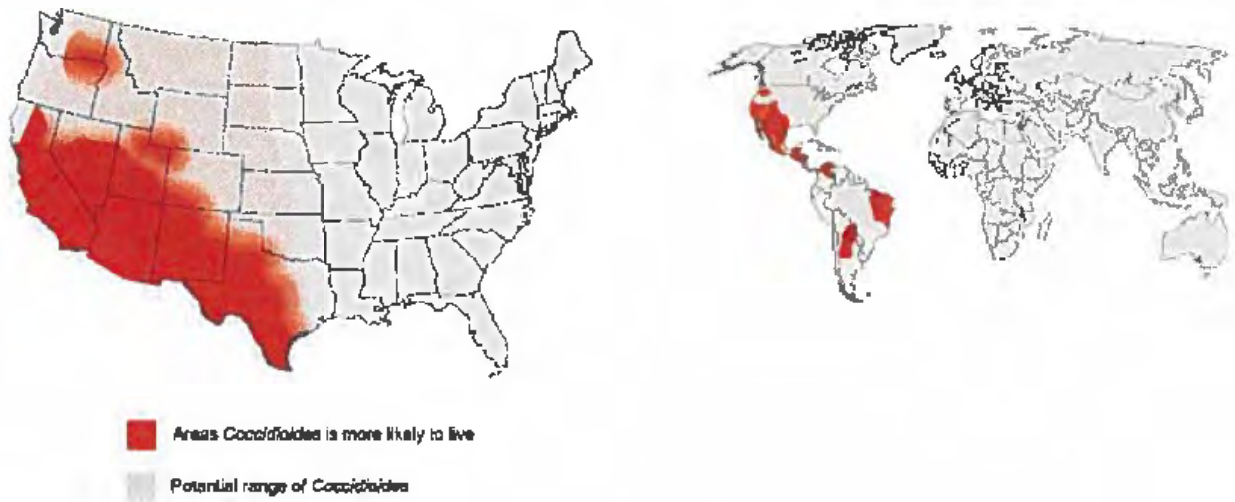 Areas Coccidioides is more likely to live
Potential range of Coccidioides